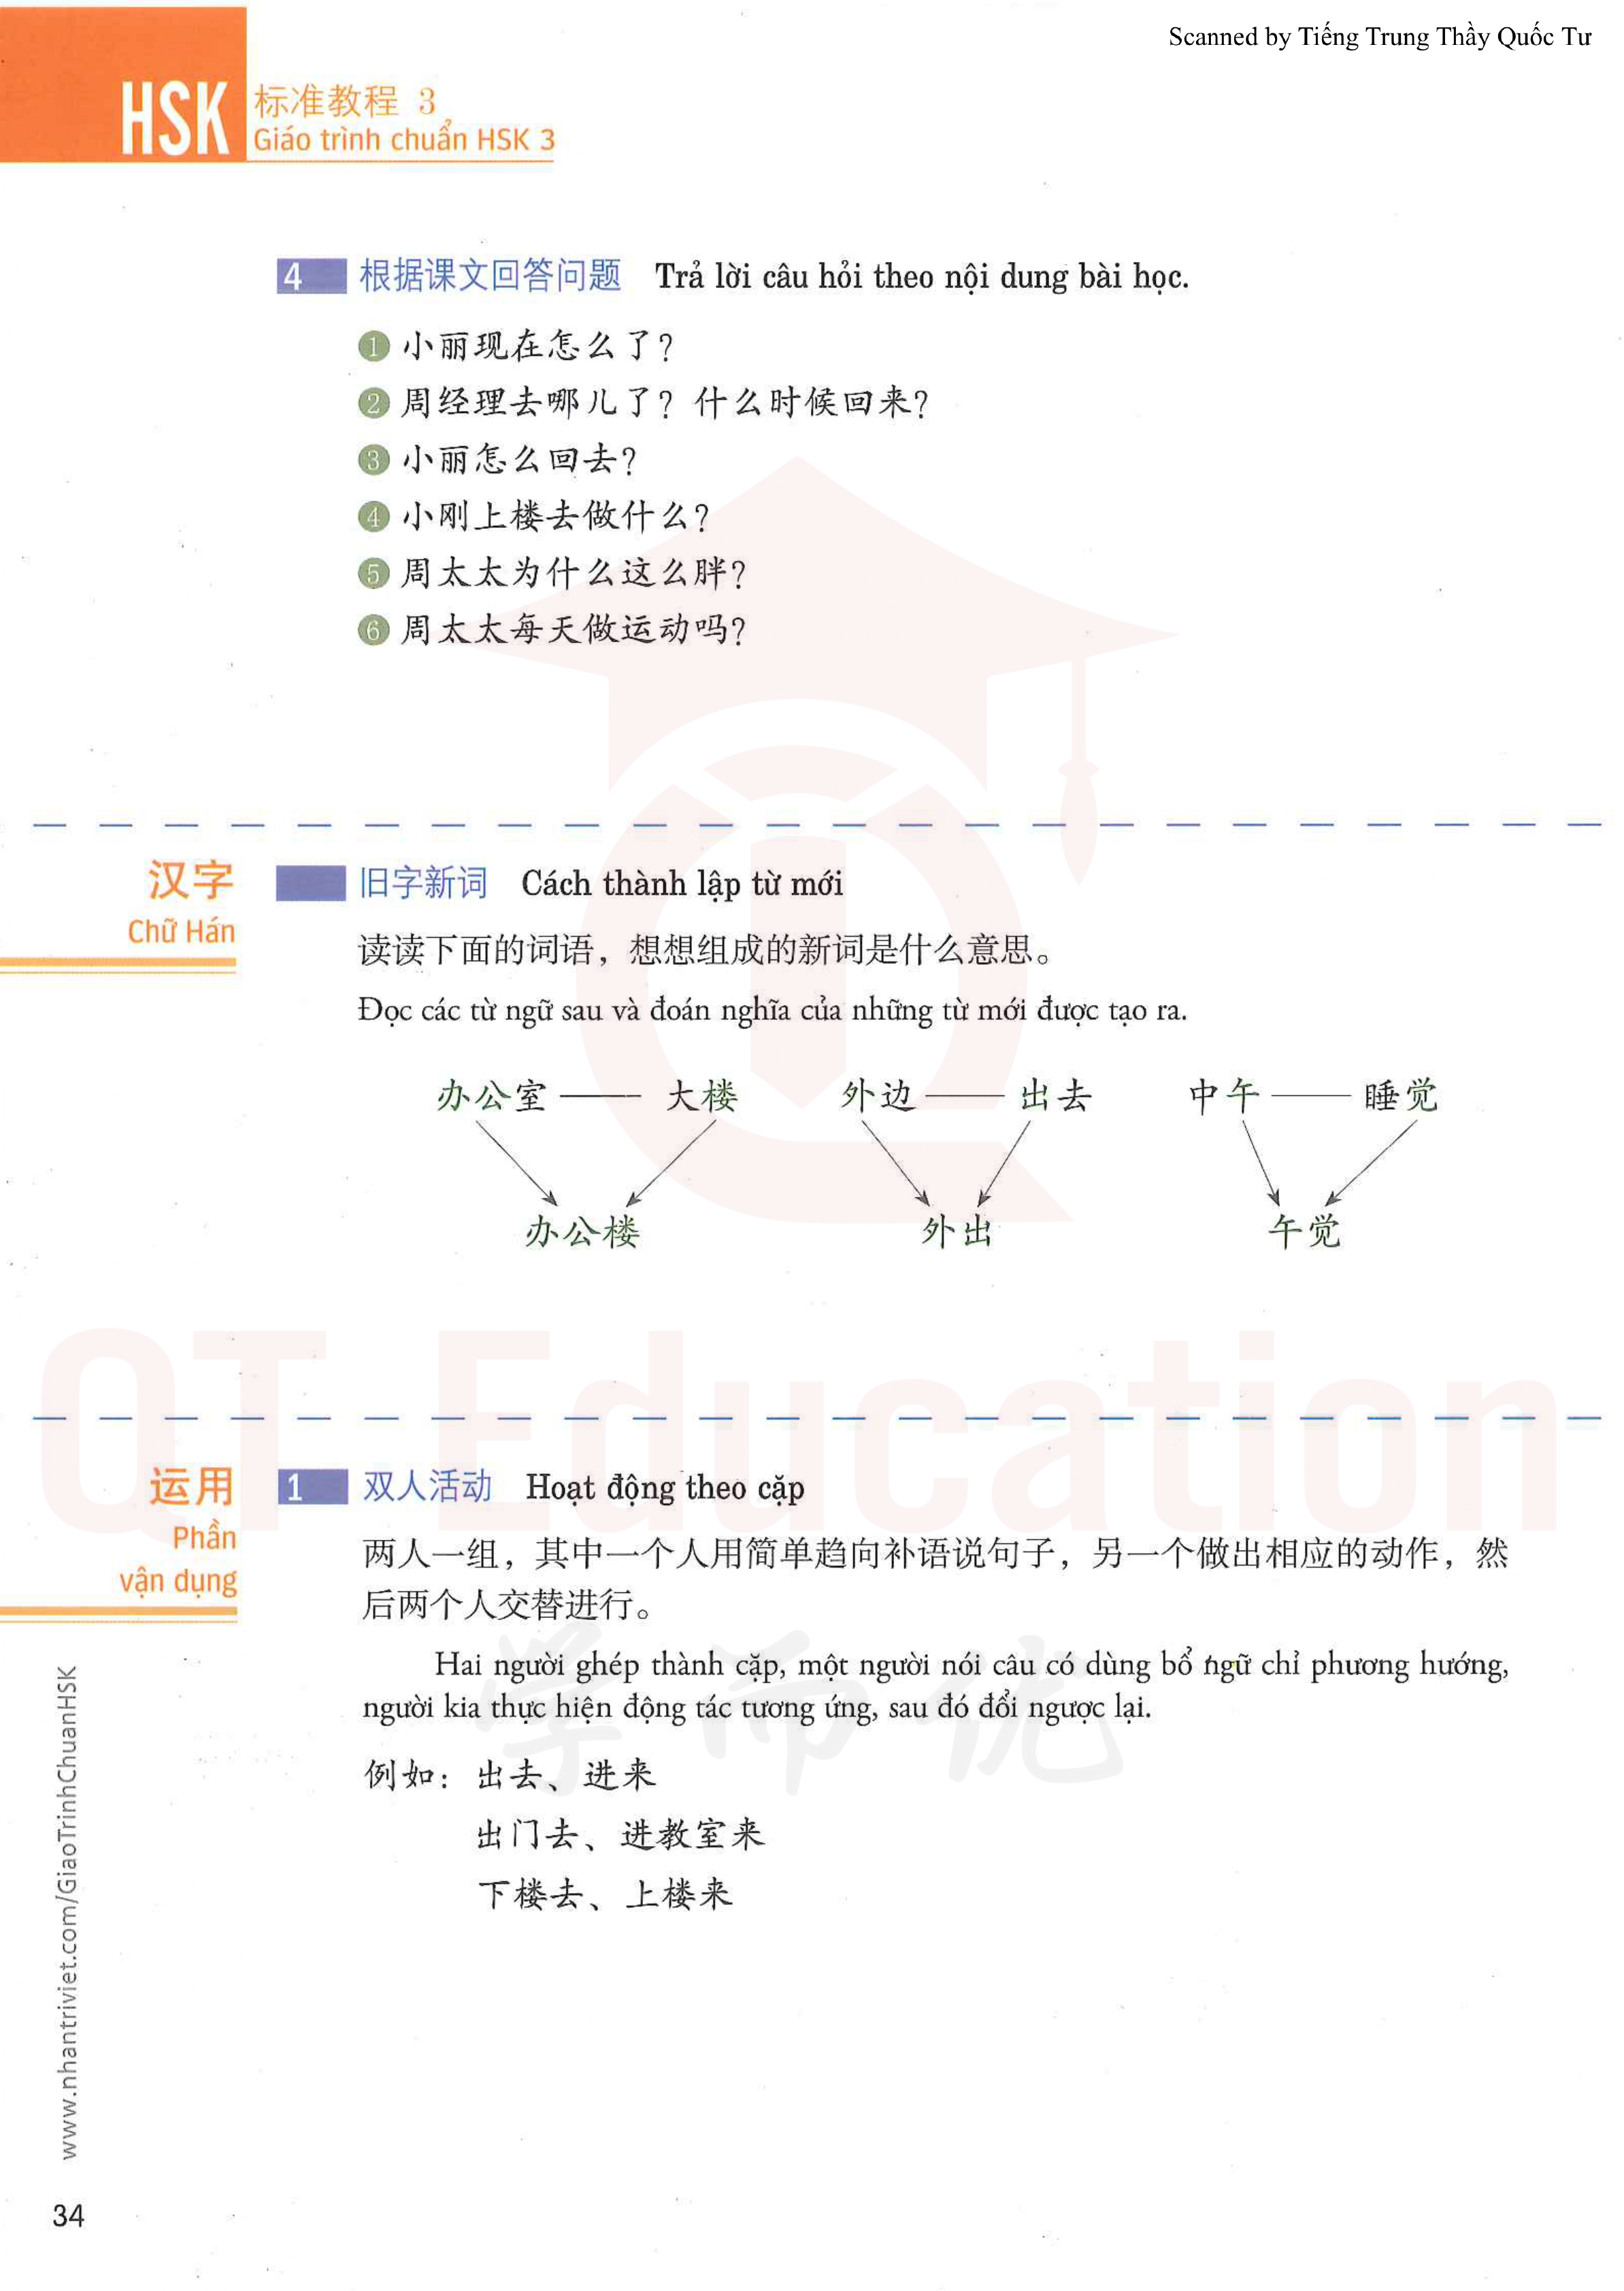 Scanned by Tiếng Trung Thầy Quốc Tư
HSK 标准教程 3
Giáo trình chuẩn HSK 3
4 根据课文回答问题 Trả lời câu hỏi theo nội dung bài học.
1 小丽现在怎么了?
2 周经理去哪儿了? 什么时候回来?
3 小丽怎么回去?
4 小刚上楼去做什么?
5 周太太为什么这么胖?
6 周太太每天做运动吗?
汉字
Chữ Hán
旧字新词 Cách thành lập từ mới
读读下面的词语，想想组成的新词是什么意思。
Đọc các từ ngữ sau và đoán nghĩa của những từ mới được tạo ra.
办公室 —— 大楼 外边 —— 出去 中午 —— 睡觉
办公楼 外出 午觉
QT Education
运用
Phần
vận dụng
1 双人活动 Hoạt động theo cặp
两人一组，其中一个人用简单趋向补语说句子，另一个做出相应的动作，然
后两个人交替进行。
Hai người ghép thành cặp, một người nói câu có dùng bổ ngữ chỉ phương hướng,
người kia thực hiện động tác tương ứng, sau đó đổi ngược lại.
学而优
例如：出去、进来
出门去、进教室来
下楼去、上楼来
www.nhantriviet.com/GiaoTrinhChuanHSK
34